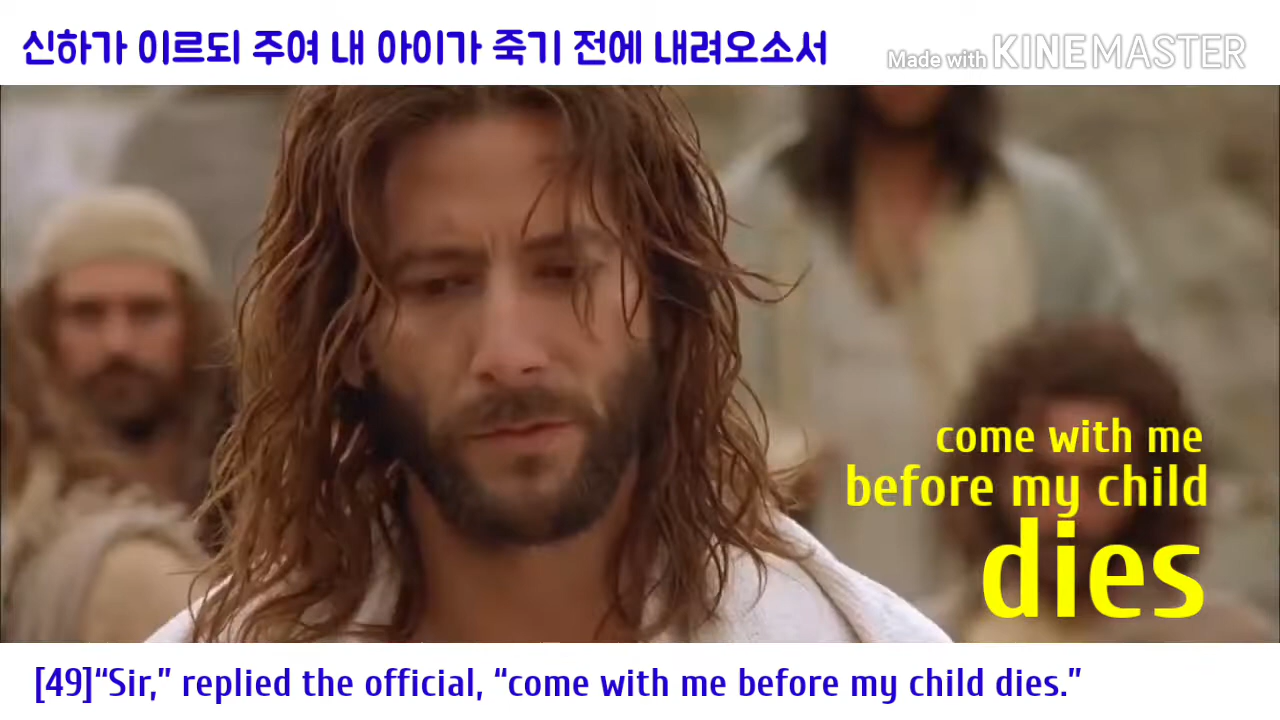 신하가 이르되 주여 내 아이가 죽기 전에 내려오소서
Made with KINEMASTER
come with me
before my child
dies
[49]“Sir,” replied the official, “come with me before my child dies.”